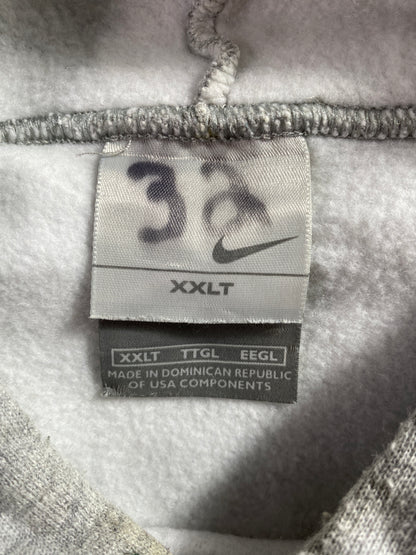 32
XXLT
XXLT TTGL EEGL
MADE IN DOMINICAN REPUBLIC
OF USA COMPONENTS